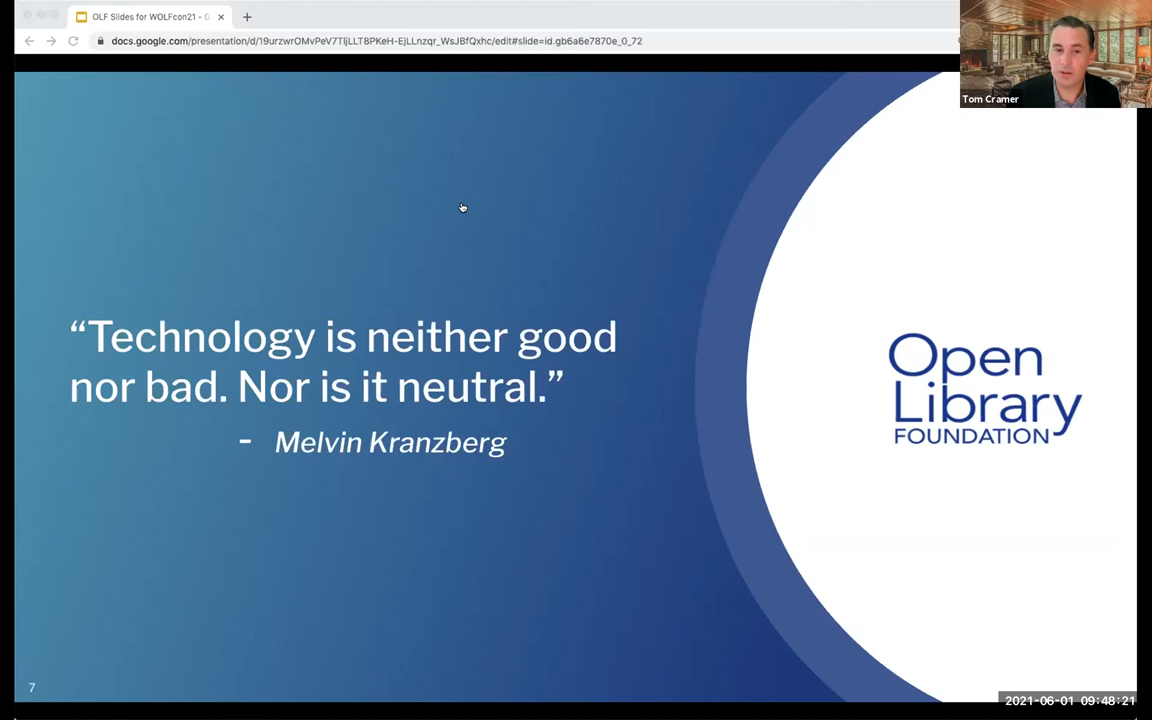 OLF Slides for WOLFcon21 - G
docs.google.com/presentation/d/19urzwrOMvPeV7TljLLT8PKeH-EjLLnzqr_WsJBfQxhc/edit#slide=id.gb6a6e7870e_0_72
Tom Cramer
“Technology is neither good
nor bad. Nor is it neutral.”
- Melvin Kranzberg
Open
Library
FOUNDATION
7
2021-06-01 09:48:21